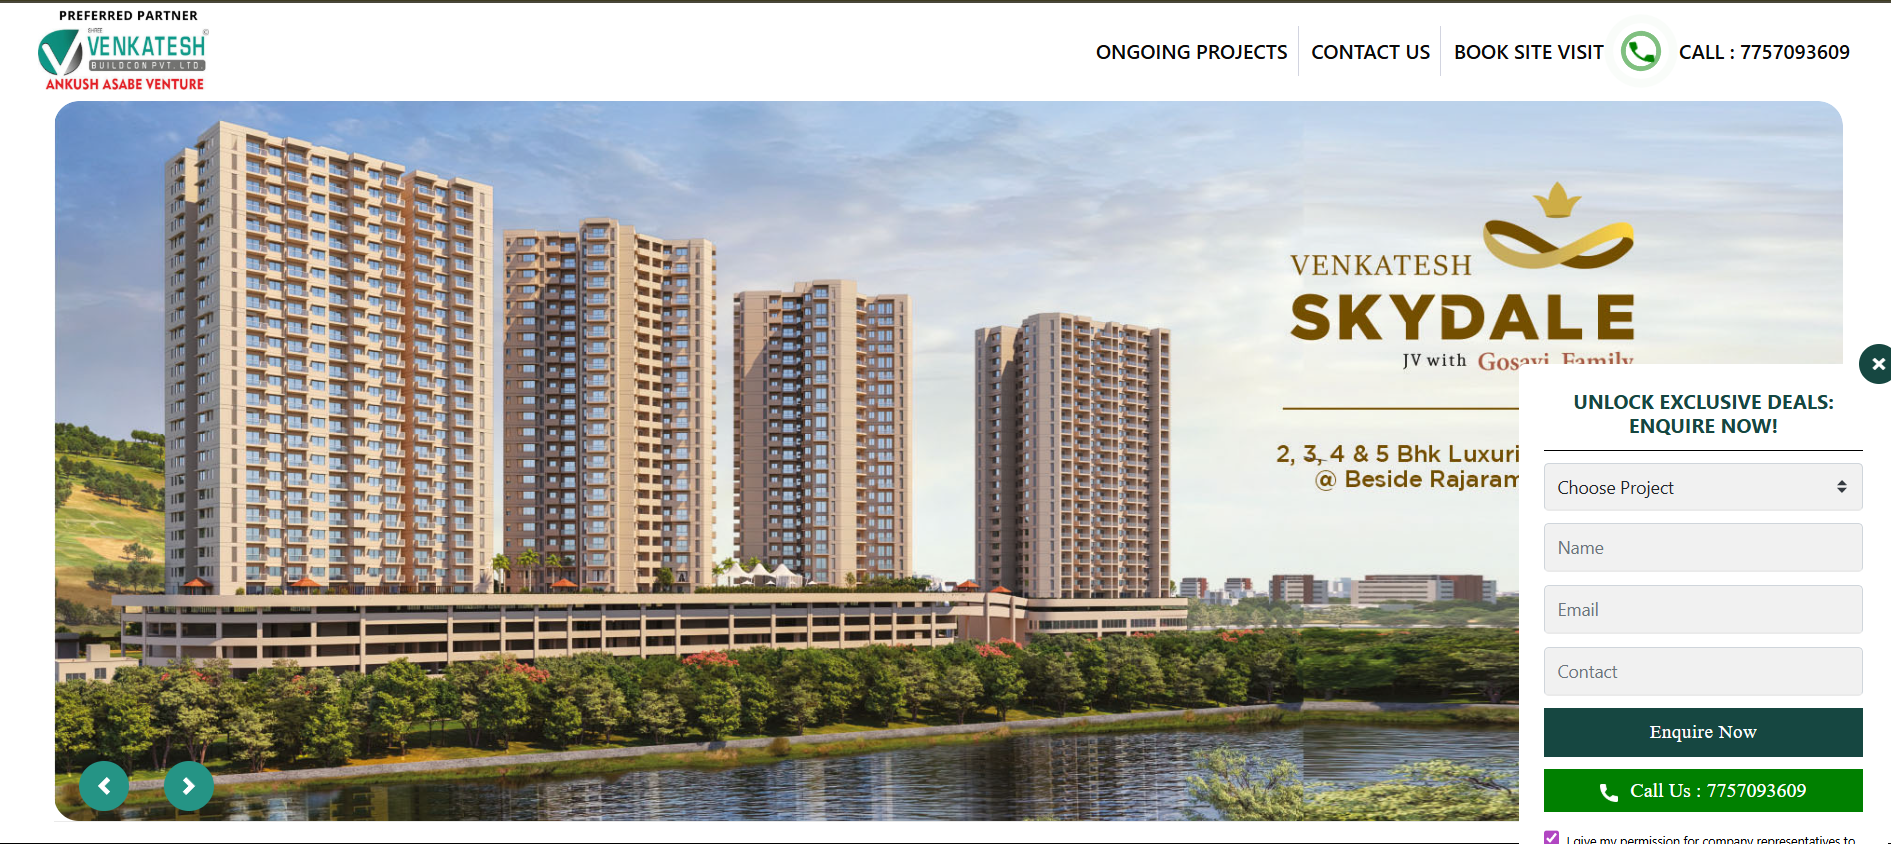 PREFERRED PARTNER
SHREE
VENKATESH
BUILDCON PVT. LTD.
ANKUSH ASABE VENTURE
ONGOING PROJECTS
CONTACT US
BOOK SITE VISIT
CALL : 7757093609
VENKATESH
SKYDALE
JV with Gosavi Family
2, 3, 4 & 5 Bhk Luxuri
@ Beside Rajaram
UNLOCK EXCLUSIVE DEALS:
ENQUIRE NOW!
Choose Project
Name
Email
Contact
Enquire Now
Call Us : 7757093609
I give my permission for company representatives to